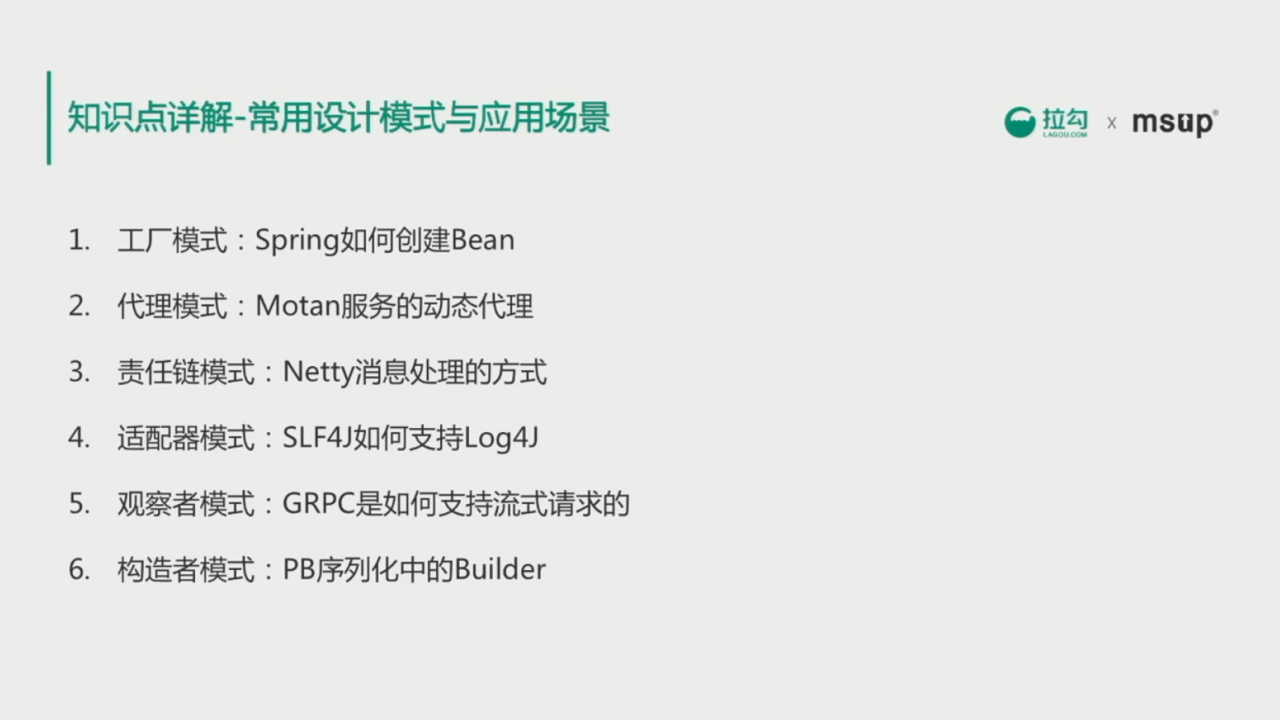 知识点详解-常用设计模式与应用场景
拉勾
LAGOU.COM
x
msup®
1. 工厂模式：Spring如何创建Bean
2. 代理模式：Motan服务的动态代理
3. 责任链模式：Netty消息处理的方式
4. 适配器模式：SLF4J如何支持Log4J
5. 观察者模式：GRPC是如何支持流式请求的
6. 构造者模式：PB序列化中的Builder